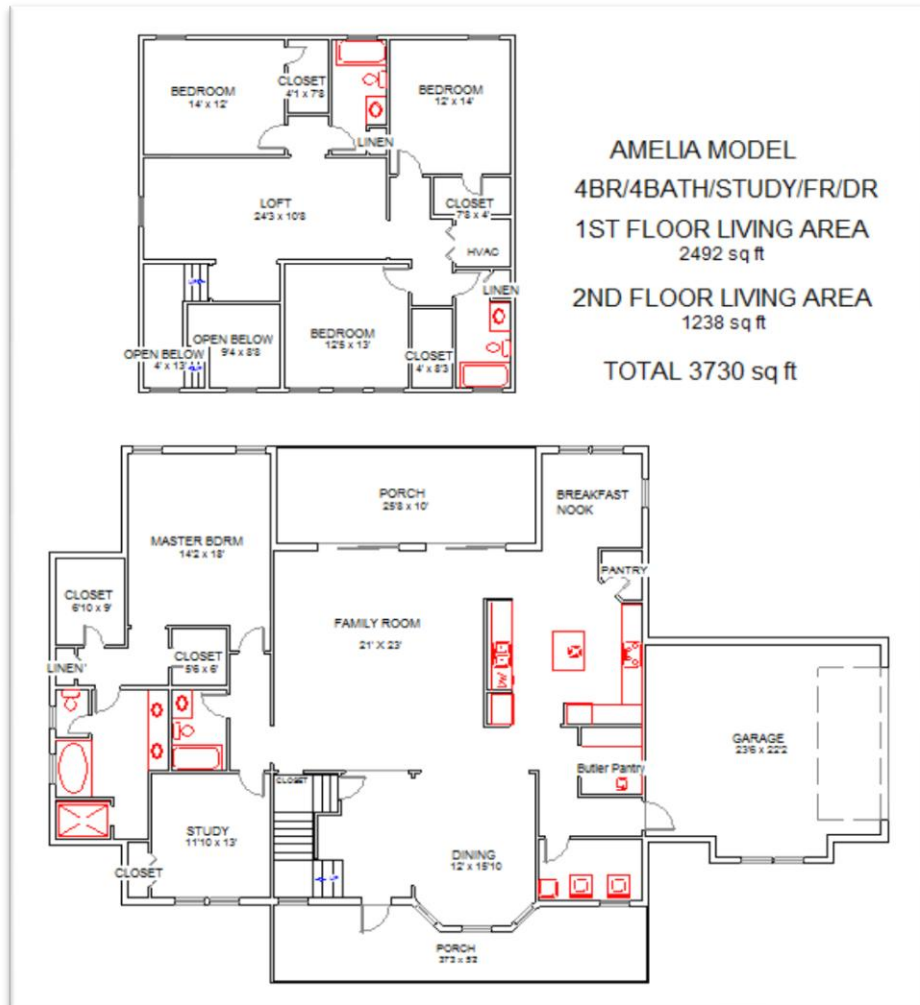 BEDROOM
14' x 12'
CLOSET
4'1 x 7'8
BEDROOM
12' x 14'
LINEN
LOFT
24'3 x 10'8
CLOSET
7'8 x 4'
HVAC
LINEN
OPEN BELOW
4' x 13'
OPEN BELOW
9'4 x 8'8
BEDROOM
12'5 x 13'
CLOSET
4' x 8'3
AMELIA MODEL
4BR/4BATH/STUDY/FR/DR
1ST FLOOR LIVING AREA
2492 sq ft
2ND FLOOR LIVING AREA
1238 sq ft
TOTAL 3730 sq ft
PORCH
25'8 x 10'
BREAKFAST
NOOK
MASTER BDRM
14'2 x 18'
PANTRY
CLOSET
6'10 x 9'
FAMILY ROOM
21' X 23'
LINEN
CLOSET
5'6 x 6'
DW
GARAGE
23'6 x 22'2
Butler Pantry
CLOSET
STUDY
11'10 x 13'
CLOSET
DINING
12' x 15'10
PORCH